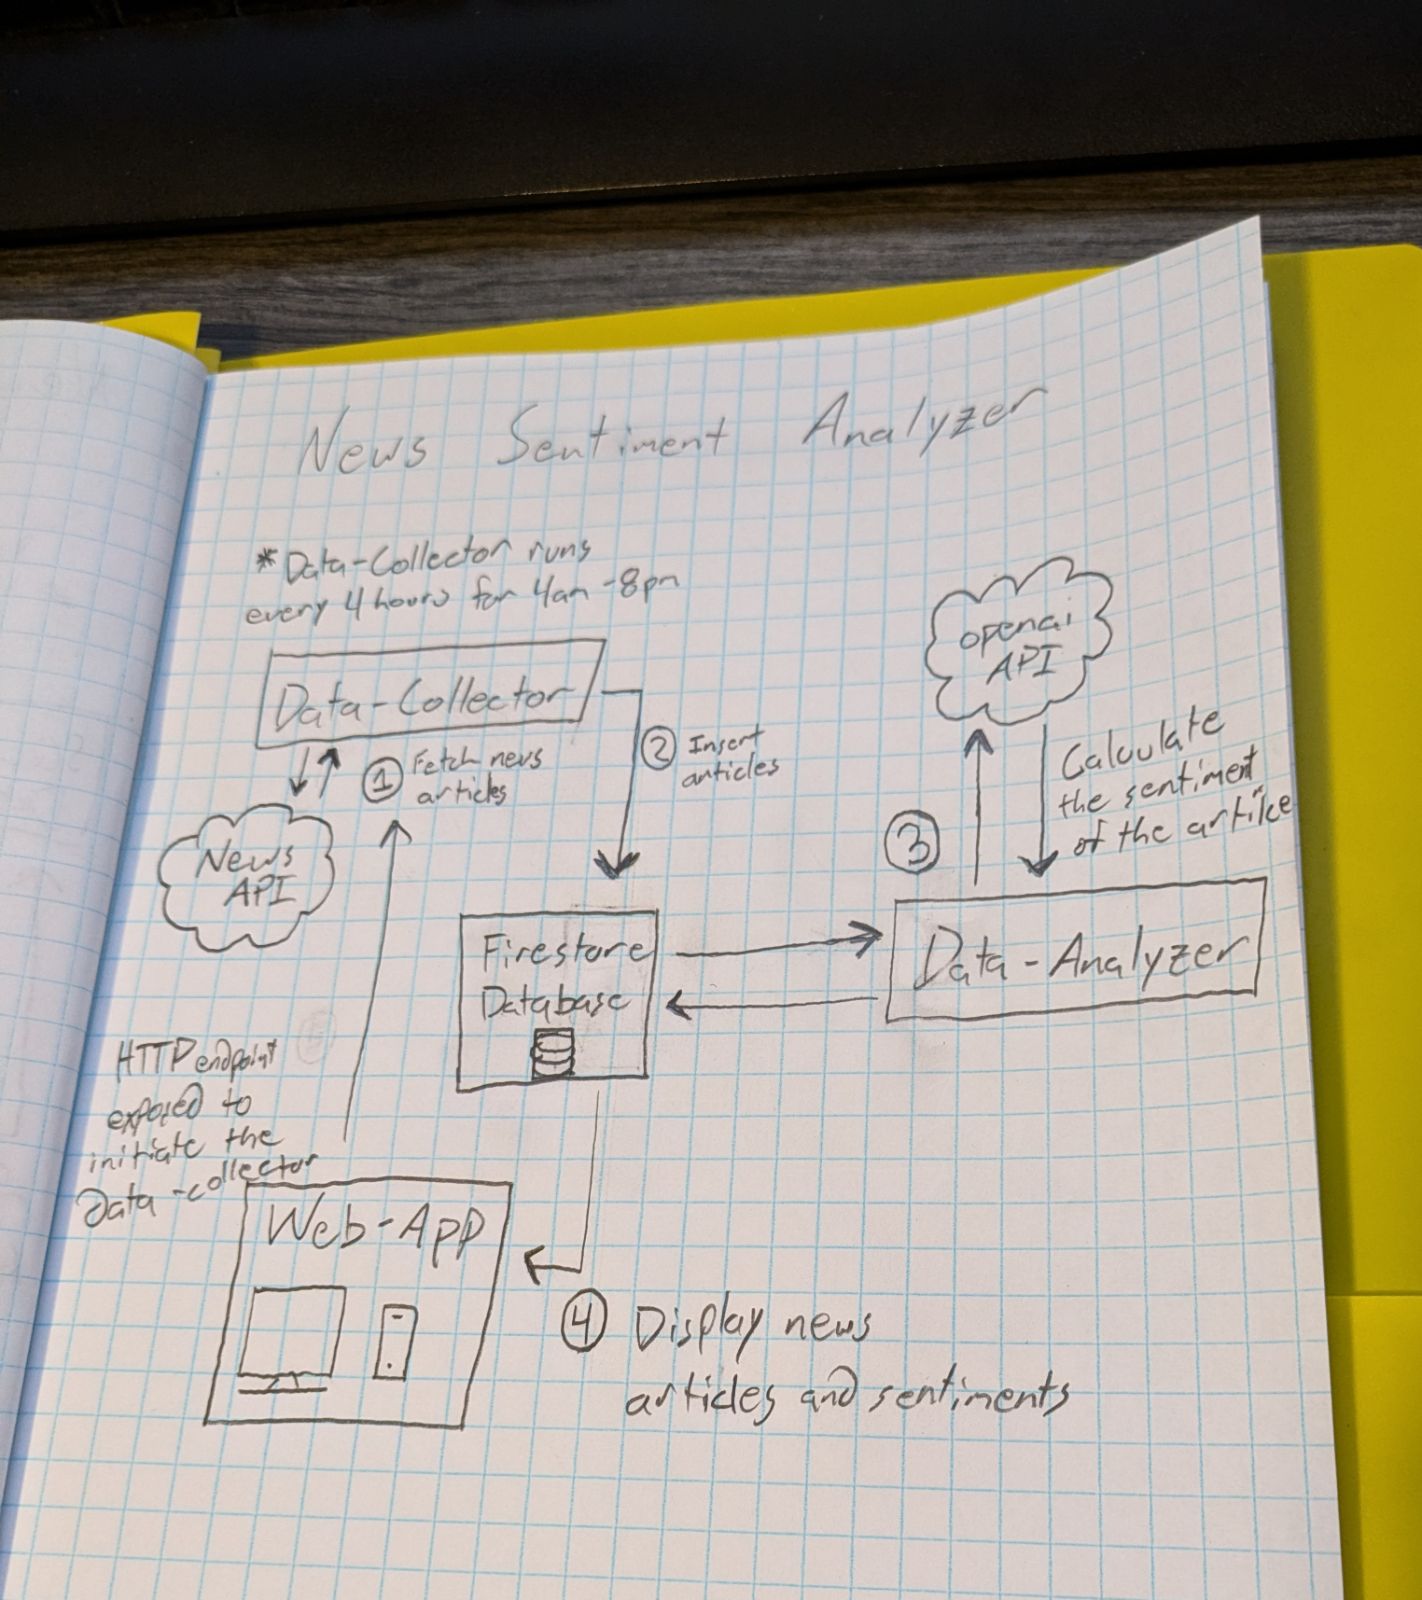 News Sentiment Analyzer
* Data-Collector runs
every 4 hours for 4am - 8pm
Data-Collector
1 Fetch news
articles
2 Insert
articles
News
API
openai
API
3
Calculate
the sentiment
of the artilce
Firestore
Database
Data-Analyzer
HTTP endpoint
exposed to
initiate the
Data-collector
Web-App
4 Display news
articles and sentiments